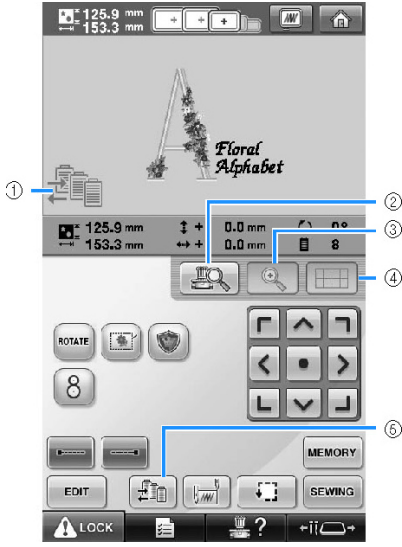 125.9 mm
153.3 mm
①
Floral
Alphabet
②
125.9 mm + 0.0 mm 0°
③
153.3 mm + 0.0 mm 8
④
ROTATE
8
⑤
MEMORY
EDIT
SEWING
LOCK
?